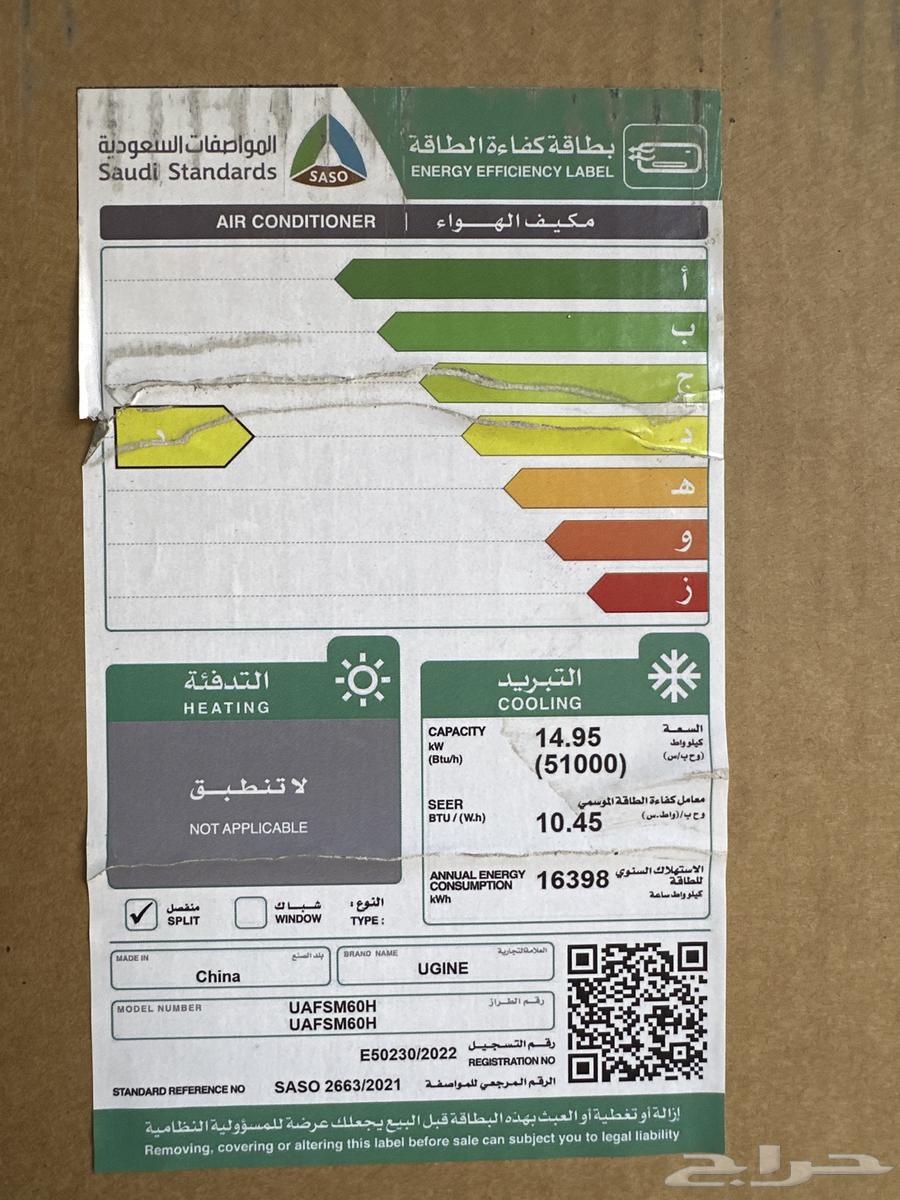 المواصفات السعودية
Saudi Standards
SASO
بطاقة كفاءة الطاقة
ENERGY EFFICIENCY LABEL
AIR CONDITIONER | مكيف الهواء
أ
ب
ج
د
د
هـ
و
ز
التدفئة
HEATING
لا تنطبق
NOT APPLICABLE
التبريد
COOLING
CAPACITY 14.95 السعة
kW كيلو واط
(Btu/h) (51000) (وح ب/س)
SEER معامل كفاءة الطاقة الموسمي
BTU / (W.h) 10.45 وح ب/(واط.س)
ANNUAL ENERGY CONSUMPTION 16398 الاستهلاك السنوي للطاقة
kWh كيلو واط ساعة
منفصل شباك النوع :
SPLIT WINDOW TYPE :
MADE IN بلد الصنع
China
BRAND NAME العلامة التجارية
UGINE
MODEL NUMBER UAFSM60H رقم الطراز
UAFSM60H
E50230/2022 رقم التسجيل
REGISTRATION NO
STANDARD REFERENCE NO SASO 2663/2021 الرقم المرجعي للمواصفة
إزالة أو تغطية أو العبث بهذه البطاقة قبل البيع يجعلك عرضة للمسؤولية النظامية
Removing, covering or altering this label before sale can subject you to legal liability
حراج